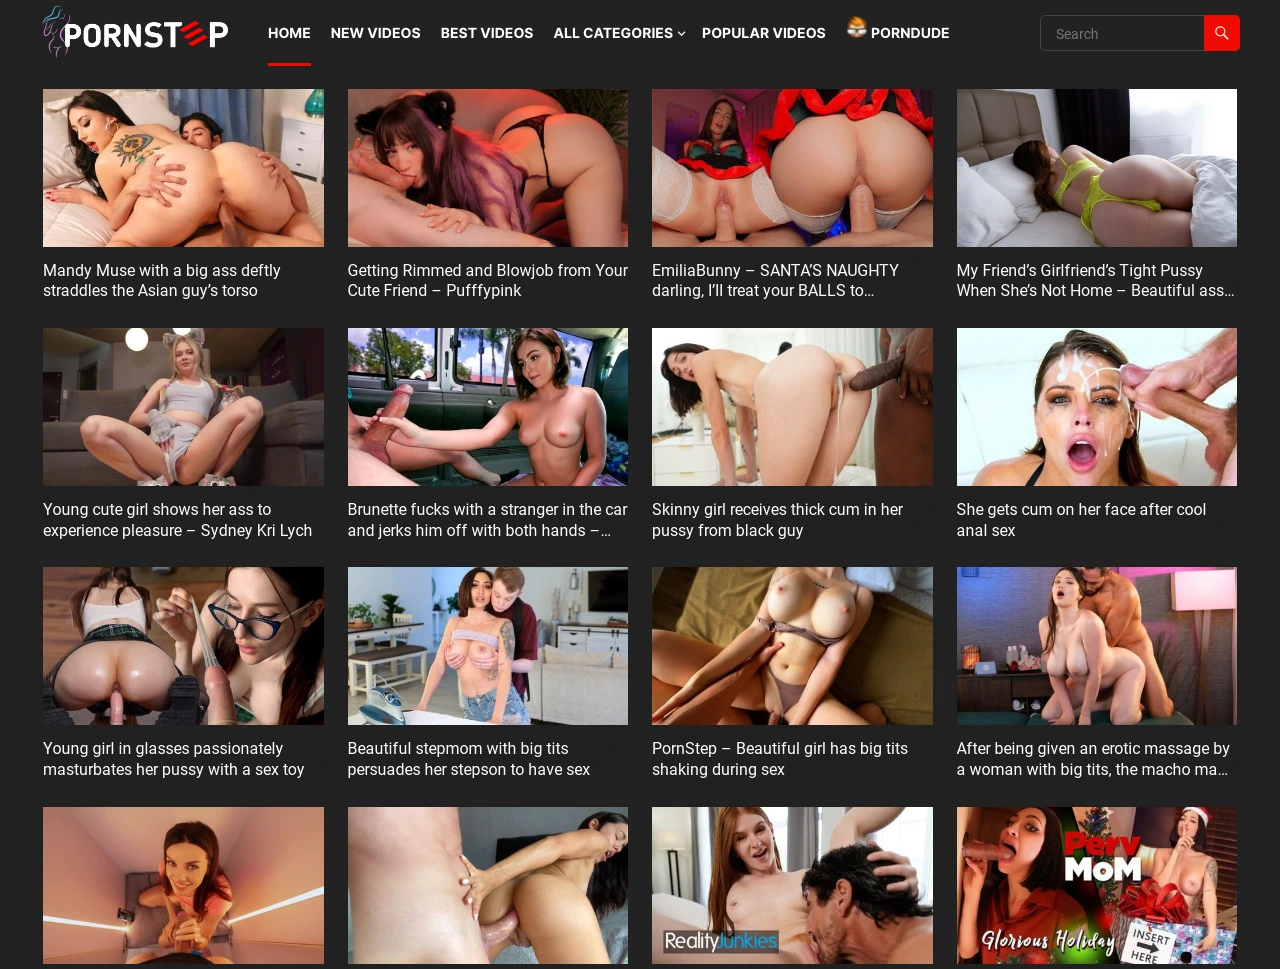 PORNSTEP
HOME
NEW VIDEOS
BEST VIDEOS
ALL CATEGORIES
POPULAR VIDEOS
PORNDUDE
Search
Mandy Muse with a big ass deftly
straddles the Asian guy’s torso
Getting Rimmed and Blowjob from Your
Cute Friend – Pufffypink
EmiliaBunny – SANTA’S NAUGHTY
darling, I’ll treat your BALLS to…
My Friend’s Girlfriend’s Tight Pussy
When She’s Not Home – Beautiful ass…
Young cute girl shows her ass to
experience pleasure – Sydney Kri Lych
Brunette fucks with a stranger in the car
and jerks him off with both hands –…
Skinny girl receives thick cum in her
pussy from black guy
She gets cum on her face after cool
anal sex
Young girl in glasses passionately
masturbates her pussy with a sex toy
Beautiful stepmom with big tits
persuades her stepson to have sex
PornStep – Beautiful girl has big tits
shaking during sex
After being given an erotic massage by
a woman with big tits, the macho ma…
RealityJunkies
Perv
MoM
Glorious Holiday
INSERT
HERE